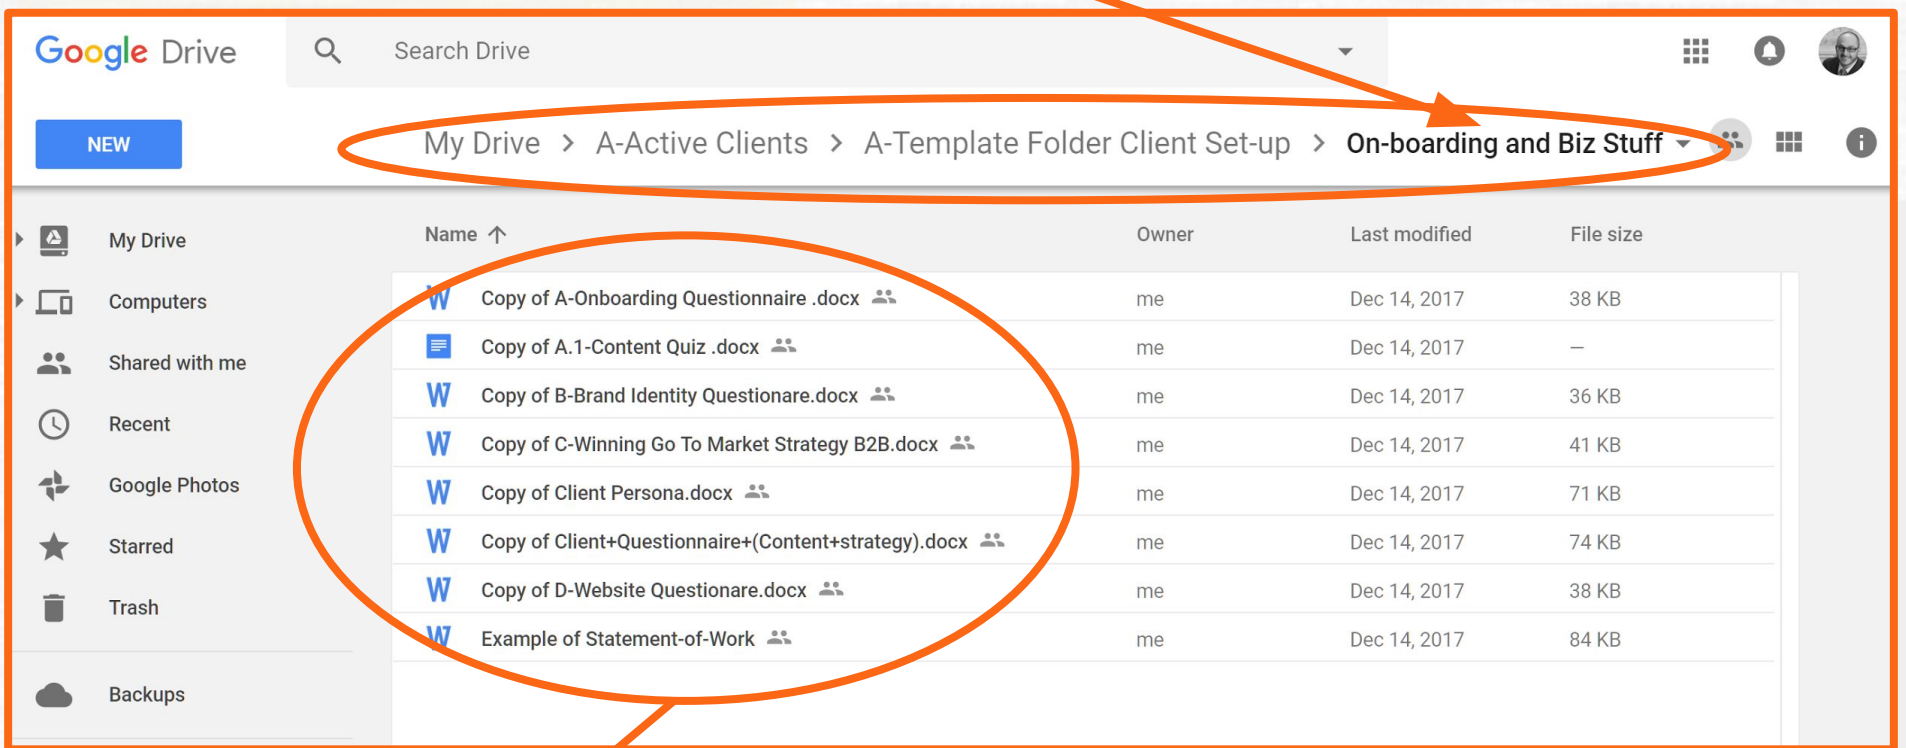 Google Drive
Search Drive
NEW
My Drive > A-Active Clients > A-Template Folder Client Set-up > On-boarding and Biz Stuff
My Drive
Computers
Shared with me
Recent
Google Photos
Starred
Trash
Backups
Name Owner Last modified File size
Copy of A-Onboarding Questionnaire .docx me Dec 14, 2017 38 KB
Copy of A.1-Content Quiz .docx me Dec 14, 2017 —
Copy of B-Brand Identity Questionare.docx me Dec 14, 2017 36 KB
Copy of C-Winning Go To Market Strategy B2B.docx me Dec 14, 2017 41 KB
Copy of Client Persona.docx me Dec 14, 2017 71 KB
Copy of Client+Questionnaire+(Content+strategy).docx me Dec 14, 2017 74 KB
Copy of D-Website Questionare.docx me Dec 14, 2017 38 KB
Example of Statement-of-Work me Dec 14, 2017 84 KB